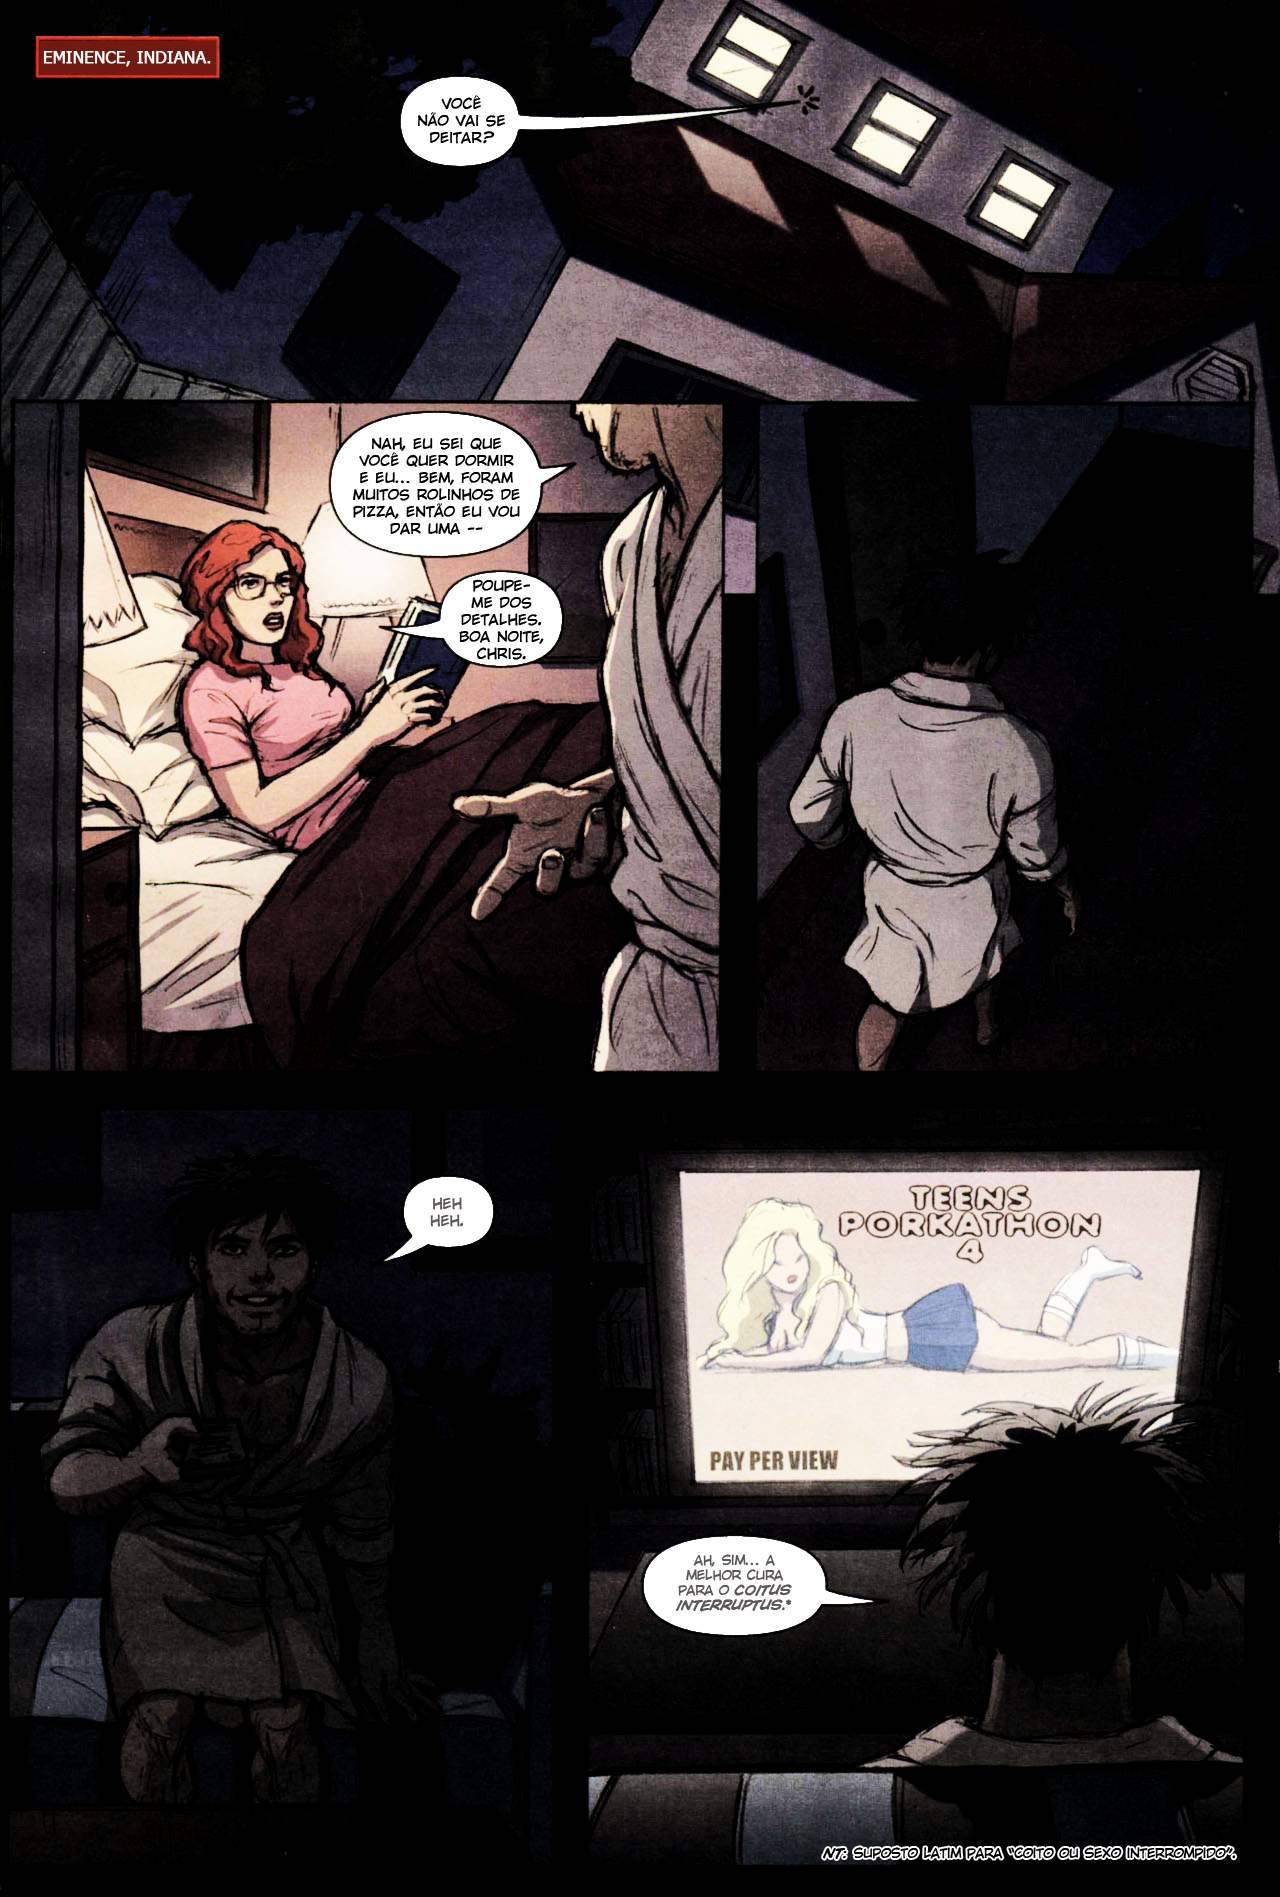 EMINENCE, INDIANA.
VOCÊ
NÃO VAI SE
DEITAR?
NAH, EU SEI QUE
VOCÊ QUER DORMIR
E EU... BEM, FORAM
MUITOS ROLINHOS DE
PIZZA, ENTÃO EU VOU
DAR UMA --
POUPE-
ME DOS
DETALHES.
BOA NOITE,
CHRIS.
HEH
HEH.
TEENS
PORKATHON
4
PAY PER VIEW
AH, SIM... A
MELHOR CURA
PARA O COITUS
INTERRUPTUS.*
NT: SUPOSTO LATIM PARA "COITO OU SEXO INTERROMPIDO".